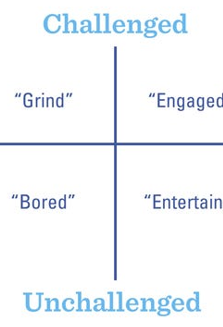 Challenged
“Grind” “Engaged
“Bored” “Entertain
Unchallenged